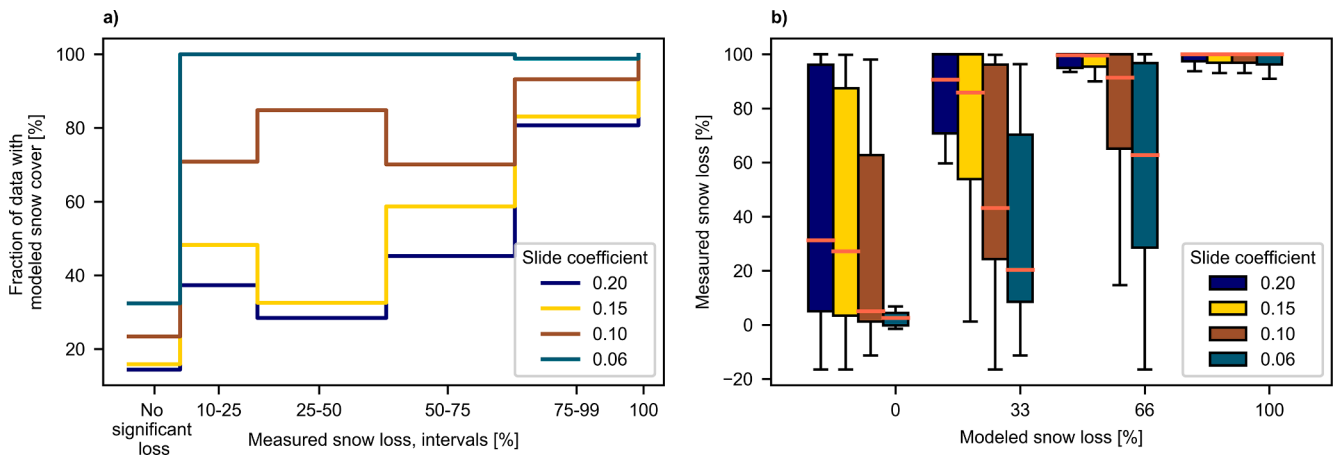 a)
Fraction of data with
modeled snow cover [%]
100
80
60
40
20
Slide coefficient
0.20
0.15
0.10
0.06
No
significant
loss
10-25
25-50
50-75
75-99
100
Measured snow loss, intervals [%]
b)
Mesaured snow loss [%]
100
80
60
40
20
0
−20
Slide coefficient
0.20
0.15
0.10
0.06
0
33
66
100
Modeled snow loss [%]